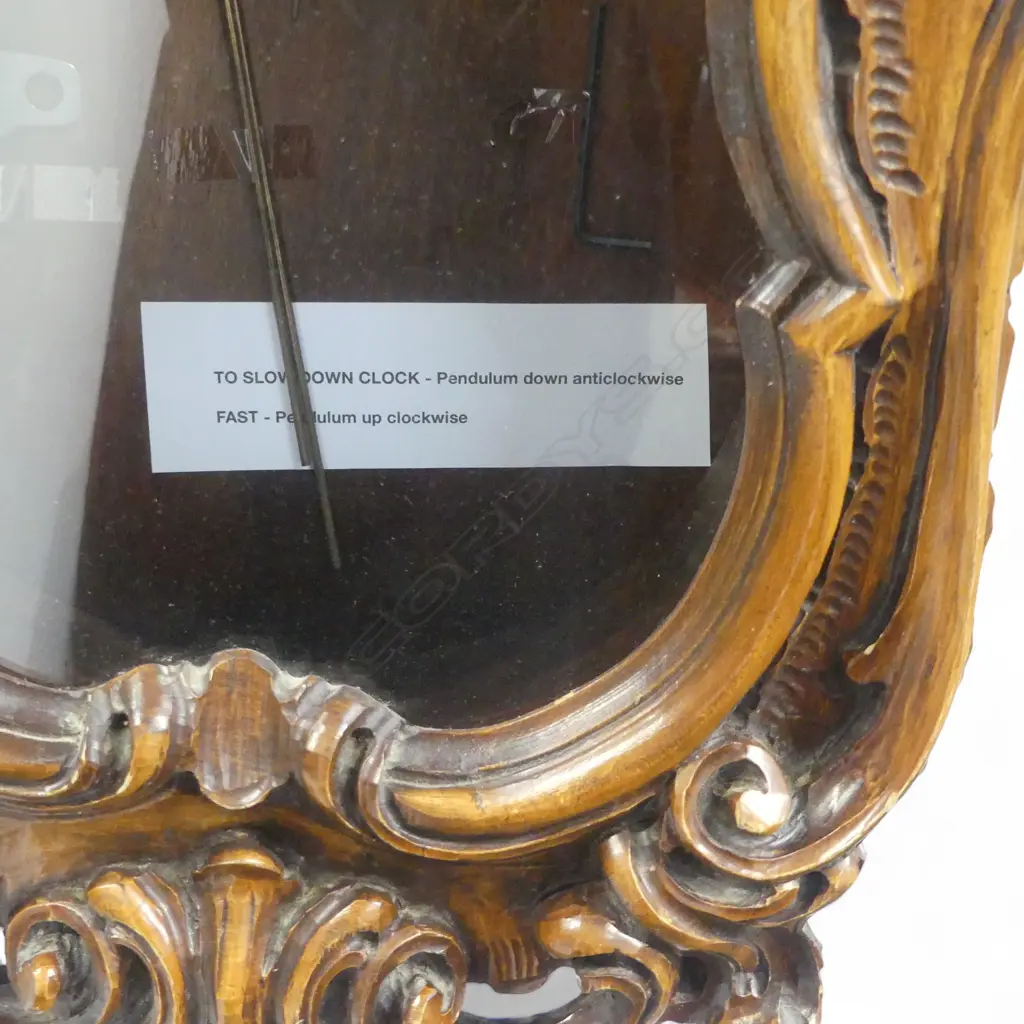 TO SLOW DOWN CLOCK - Pendulum down anticlockwise
FAST - Pendulum up clockwise